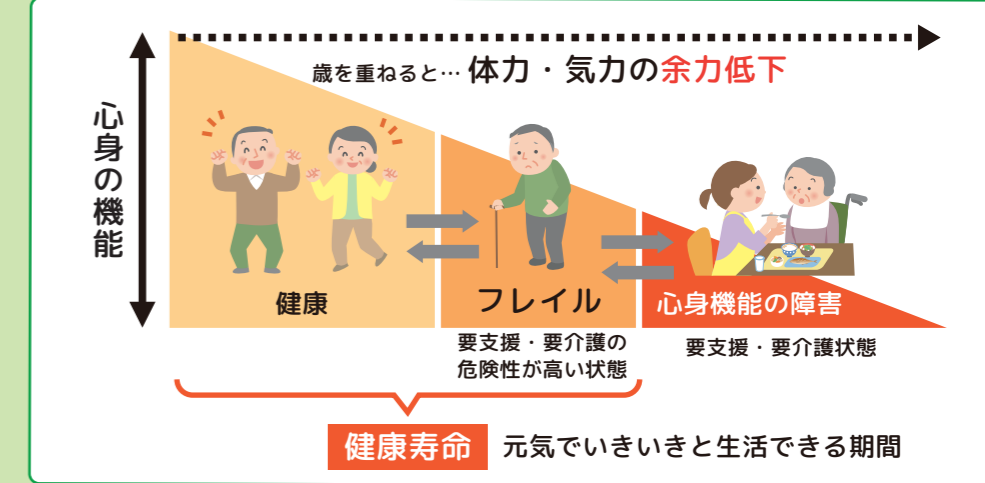 歳を重ねると… 体力・気力の余力低下
心身の機能
健康
フレイル
心身機能の障害
要支援・要介護の
危険性が高い状態
要支援・要介護状態
健康寿命 元気でいきいきと生活できる期間